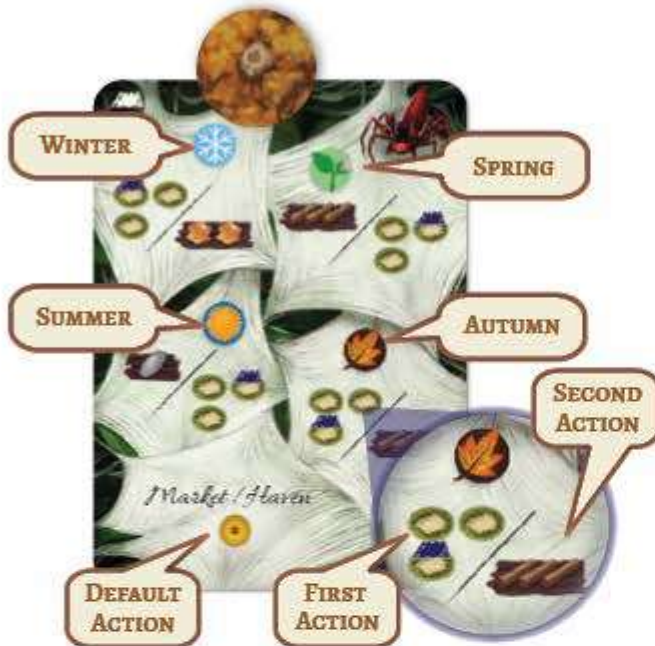 WINTER
SPRING
SUMMER
AUTUMN
SECOND
ACTION
Market / Haven
DEFAULT
ACTION
FIRST
ACTION